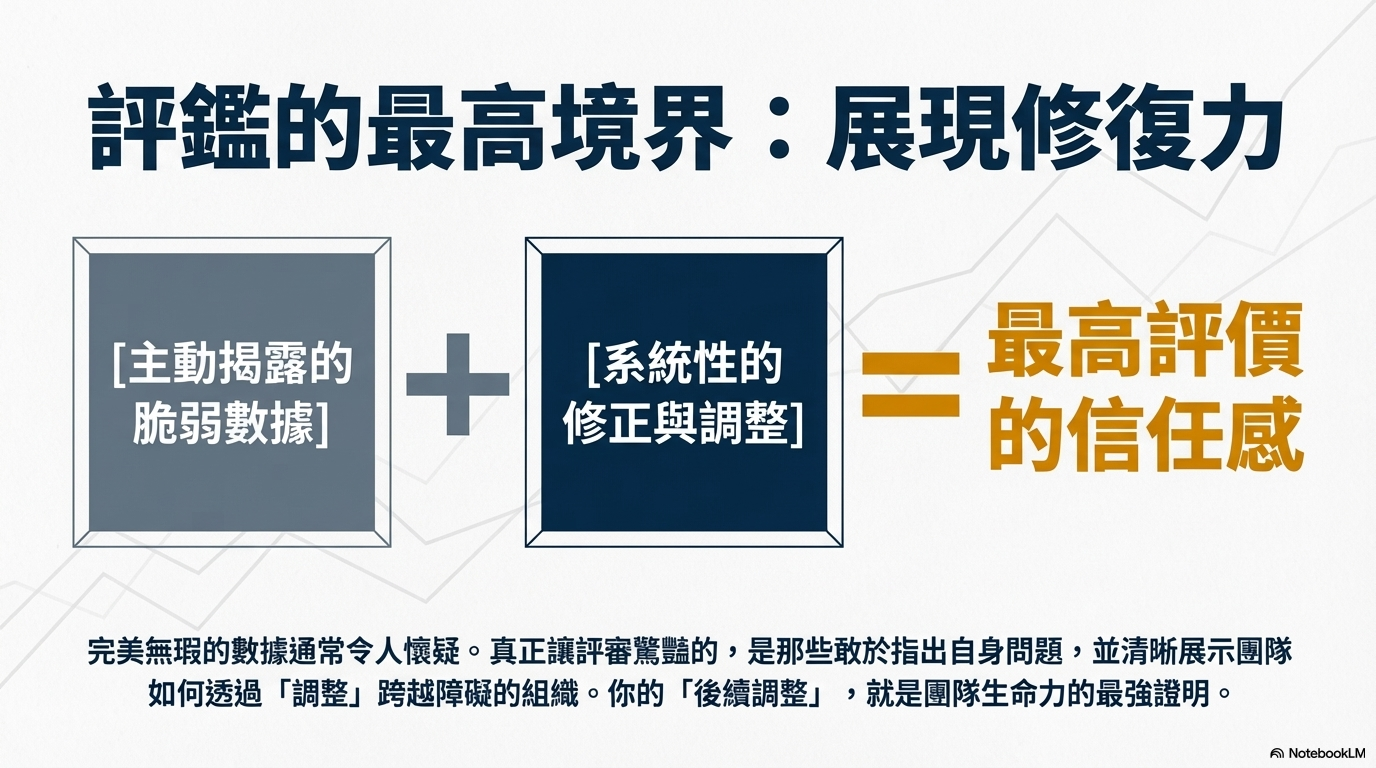 評鑑的最高境界：展現修復力
[主動揭露的
脆弱數據]
+
[系統性的
修正與調整]
=
最高評價
的信任感
完美無瑕的數據通常令人懷疑。真正讓評審驚豔的，是那些敢於指出自身問題，並清晰展示團隊
如何透過「調整」跨越障礙的組織。你的「後續調整」，就是團隊生命力的最強證明。
NotebookLM